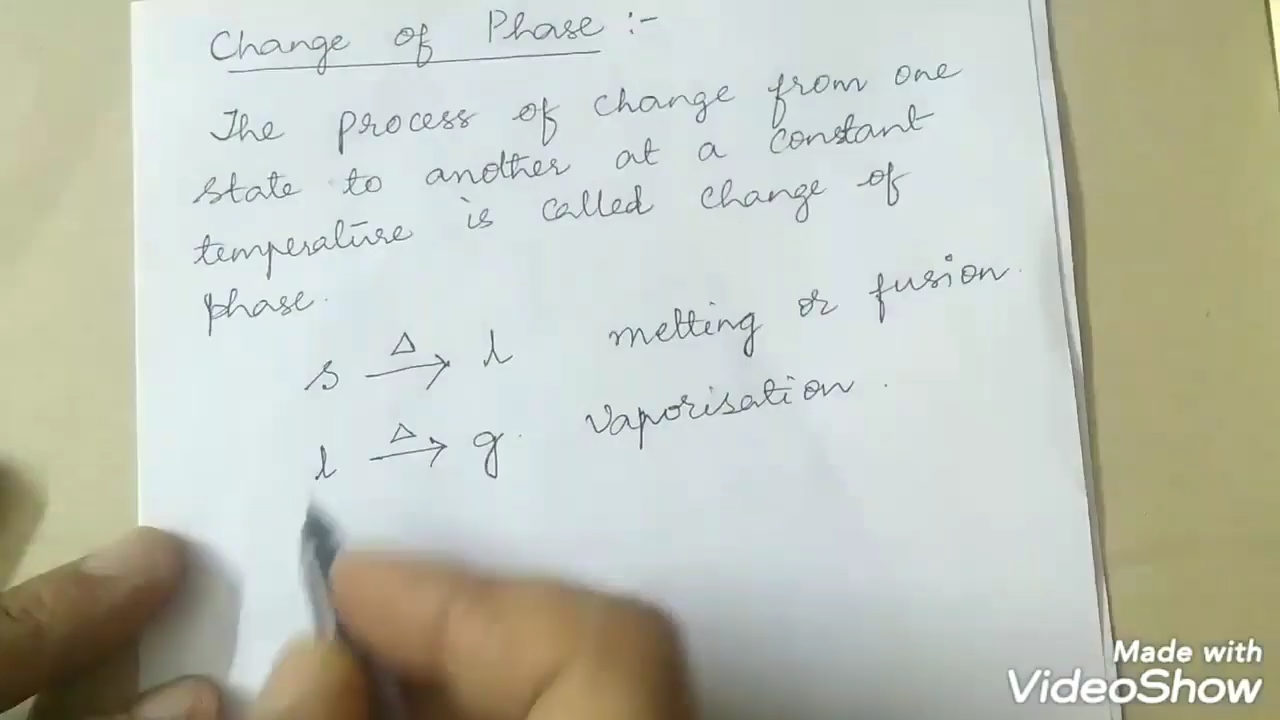 Change of Phase :-
The process of change from one
state to another at a constant
temperature is called change of
phase.
s Δ→ l melting or fusion.
l Δ→ g. Vaporisation.
Made with
VideoShow